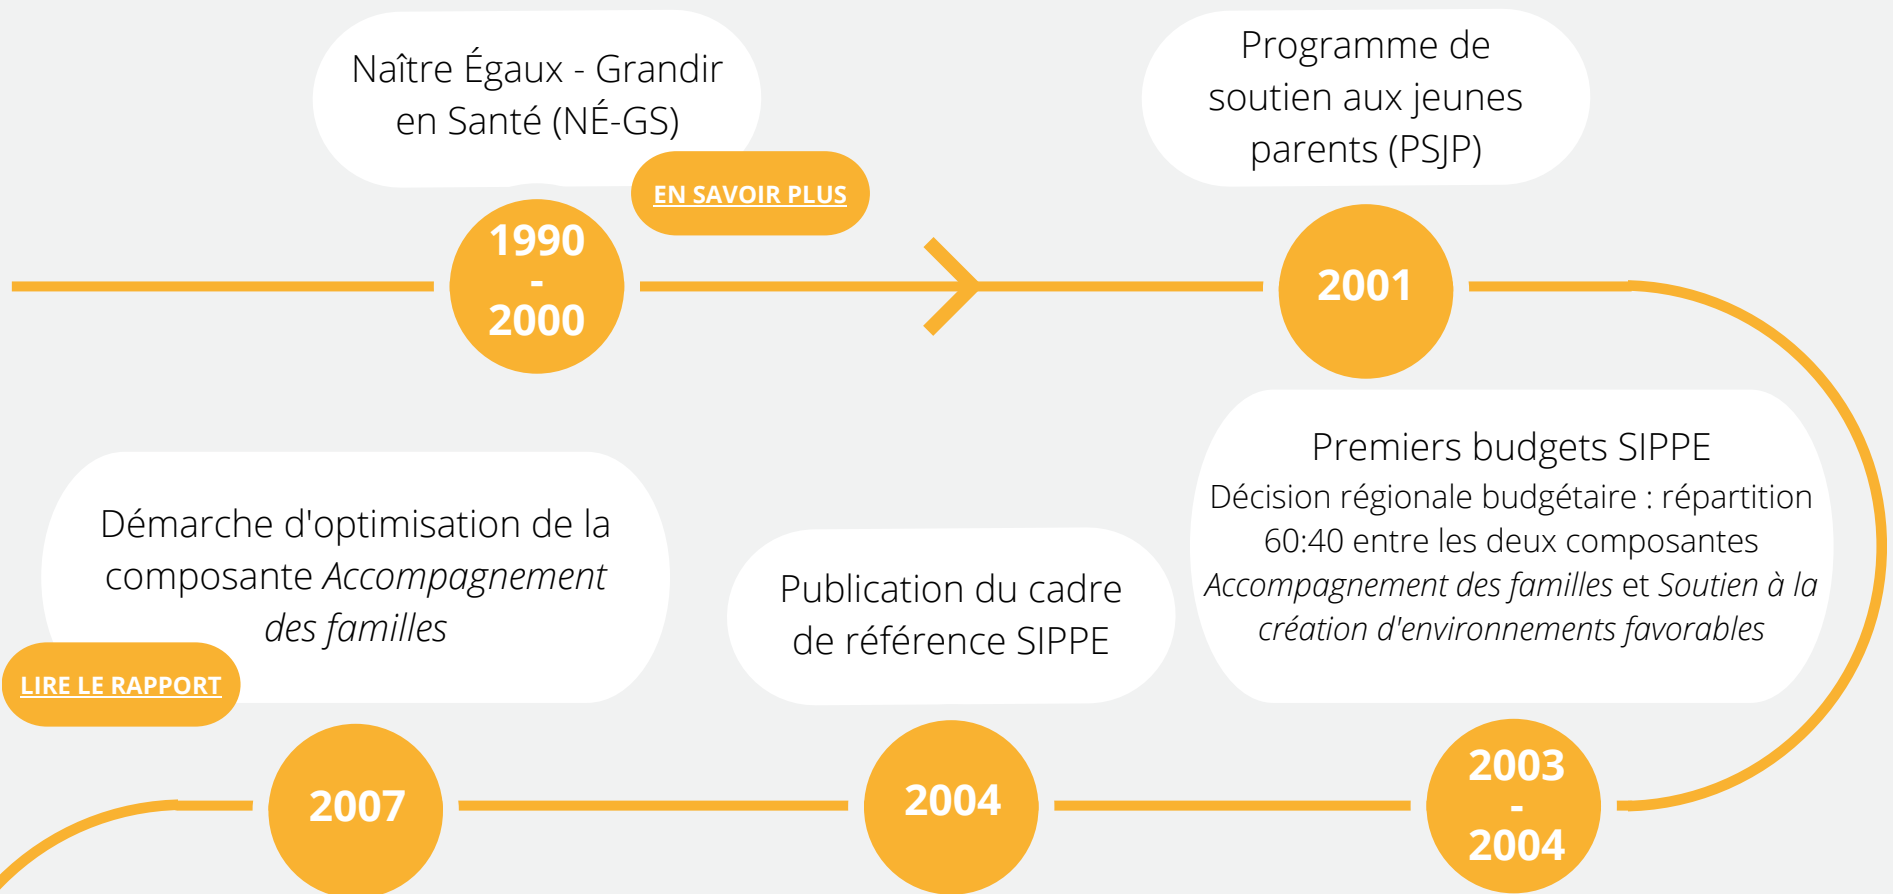 Naître Égaux - Grandir
en Santé (NÉ-GS)
EN SAVOIR PLUS
1990
-
2000
Programme de
soutien aux jeunes
parents (PSJP)
2001
Premiers budgets SIPPE
Décision régionale budgétaire : répartition
60:40 entre les deux composantes
Accompagnement des familles et Soutien à la
création d'environnements favorables
2003
-
2004
Publication du cadre
de référence SIPPE
2004
Démarche d'optimisation de la
composante Accompagnement
des familles
LIRE LE RAPPORT
2007